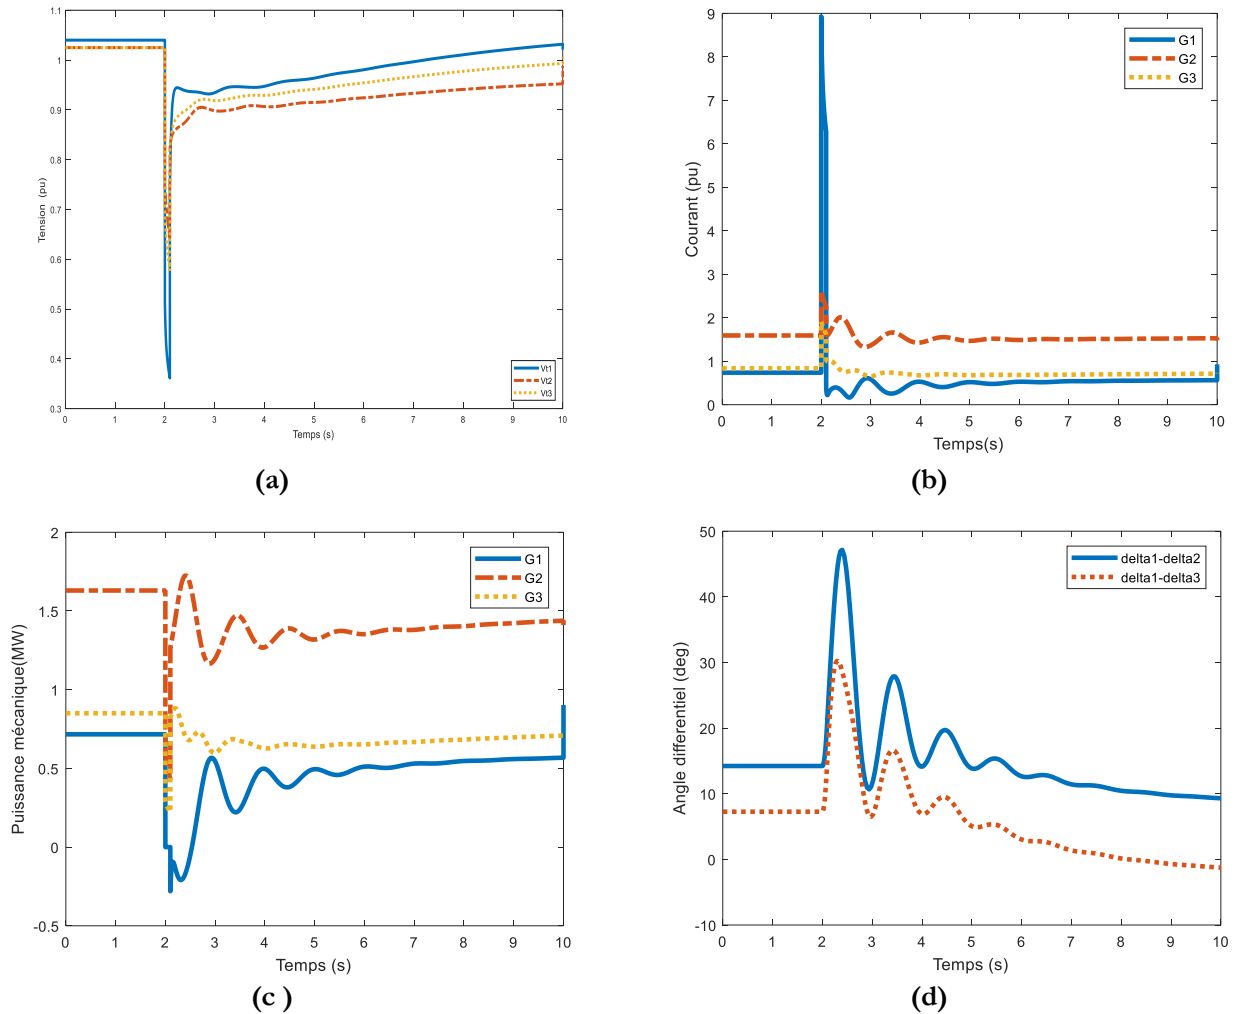 1.1
1
0.9
0.8
0.7
0.6
0.5
0.4
0.3
Tension (pu)
Vt1
Vt2
Vt3
0 1 2 3 4 5 6 7 8 9 10
Temps (s)
(a)
9
8
7
6
5
4
3
2
1
0
Courant (pu)
G1
G2
G3
0 1 2 3 4 5 6 7 8 9 10
Temps(s)
(b)
2
1.5
1
0.5
0
-0.5
Puissance mécanique(MW)
G1
G2
G3
0 1 2 3 4 5 6 7 8 9 10
Temps (s)
(c )
50
40
30
20
10
0
-10
Angle differentiel (deg)
delta1-delta2
delta1-delta3
0 1 2 3 4 5 6 7 8 9 10
Temps (s)
(d)